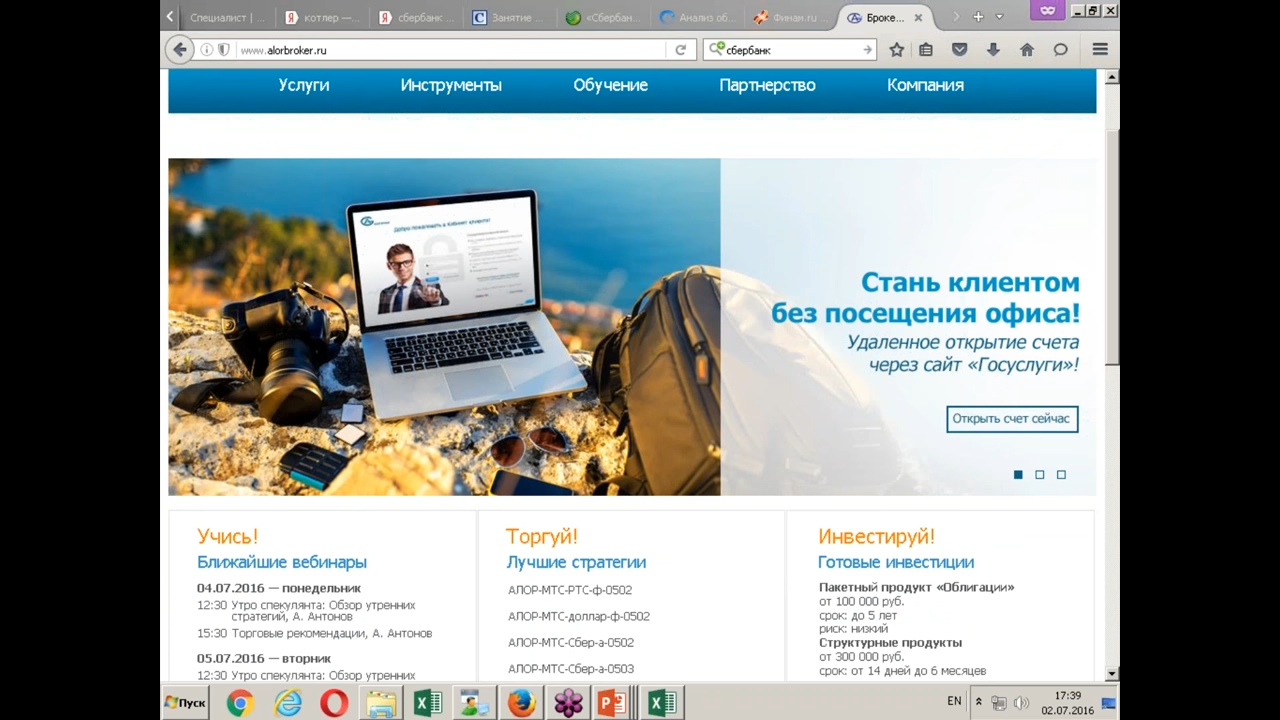 Специалист | ...
котлер —...
сбербанк ...
Занятие ...
«Сбербан...
Анализ об...
Финам.ru ...
Броке...
www.alorbroker.ru
сбербанк
Услуги
Инструменты
Обучение
Партнерство
Компания
Добро пожаловать в Кабинет клиента!
Стань клиентом
без посещения офиса!
Удаленное открытие счета
через сайт «Госуслуги»!
Открыть счет сейчас
Учись!
Ближайшие вебинары
04.07.2016 — понедельник
12:30 Утро спекулянта: Обзор утренних
стратегий, А. Антонов
15:30 Торговые рекомендации, А. Антонов
05.07.2016 — вторник
12:30 Утро спекулянта: Обзор утренних
Торгуй!
Лучшие стратегии
АЛОР-МТС-РТС-ф-0502
АЛОР-МТС-доллар-ф-0502
АЛОР-МТС-Сбер-а-0502
АЛОР-МТС-Сбер-а-0503
Инвестируй!
Готовые инвестиции
Пакетный продукт «Облигации»
от 100 000 руб.
срок: до 5 лет
риск: низкий
Структурные продукты
от 300 000 руб.
срок: от 14 дней до 6 месяцев
Пуск
EN
17:39
02.07.2016